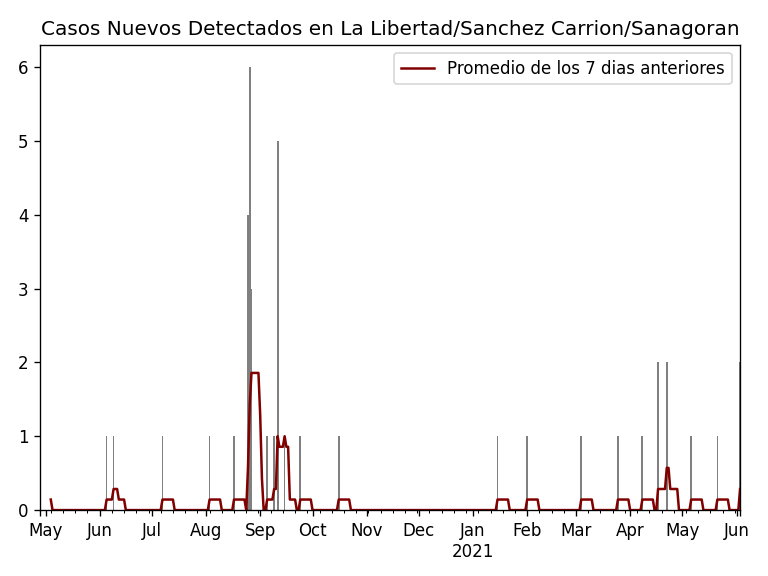 Casos Nuevos Detectados en La Libertad/Sanchez Carrion/Sanagoran
Promedio de los 7 dias anteriores
6
5
4
3
2
1
0
May Jun Jul Aug Sep Oct Nov Dec Jan Feb Mar Apr May Jun
2021